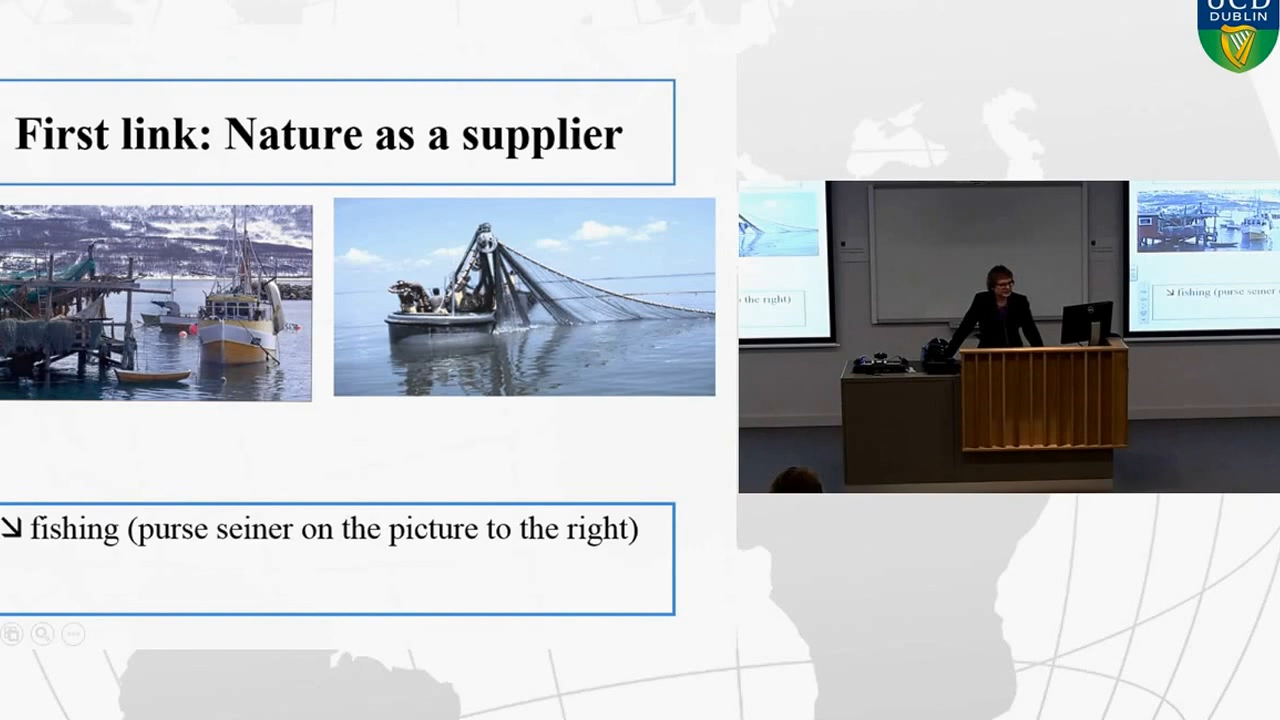 UCD
DUBLIN
First link: Nature as a supplier
↘ fishing (purse seiner on the picture to the right)
the right)
↘ fishing (purse seiner